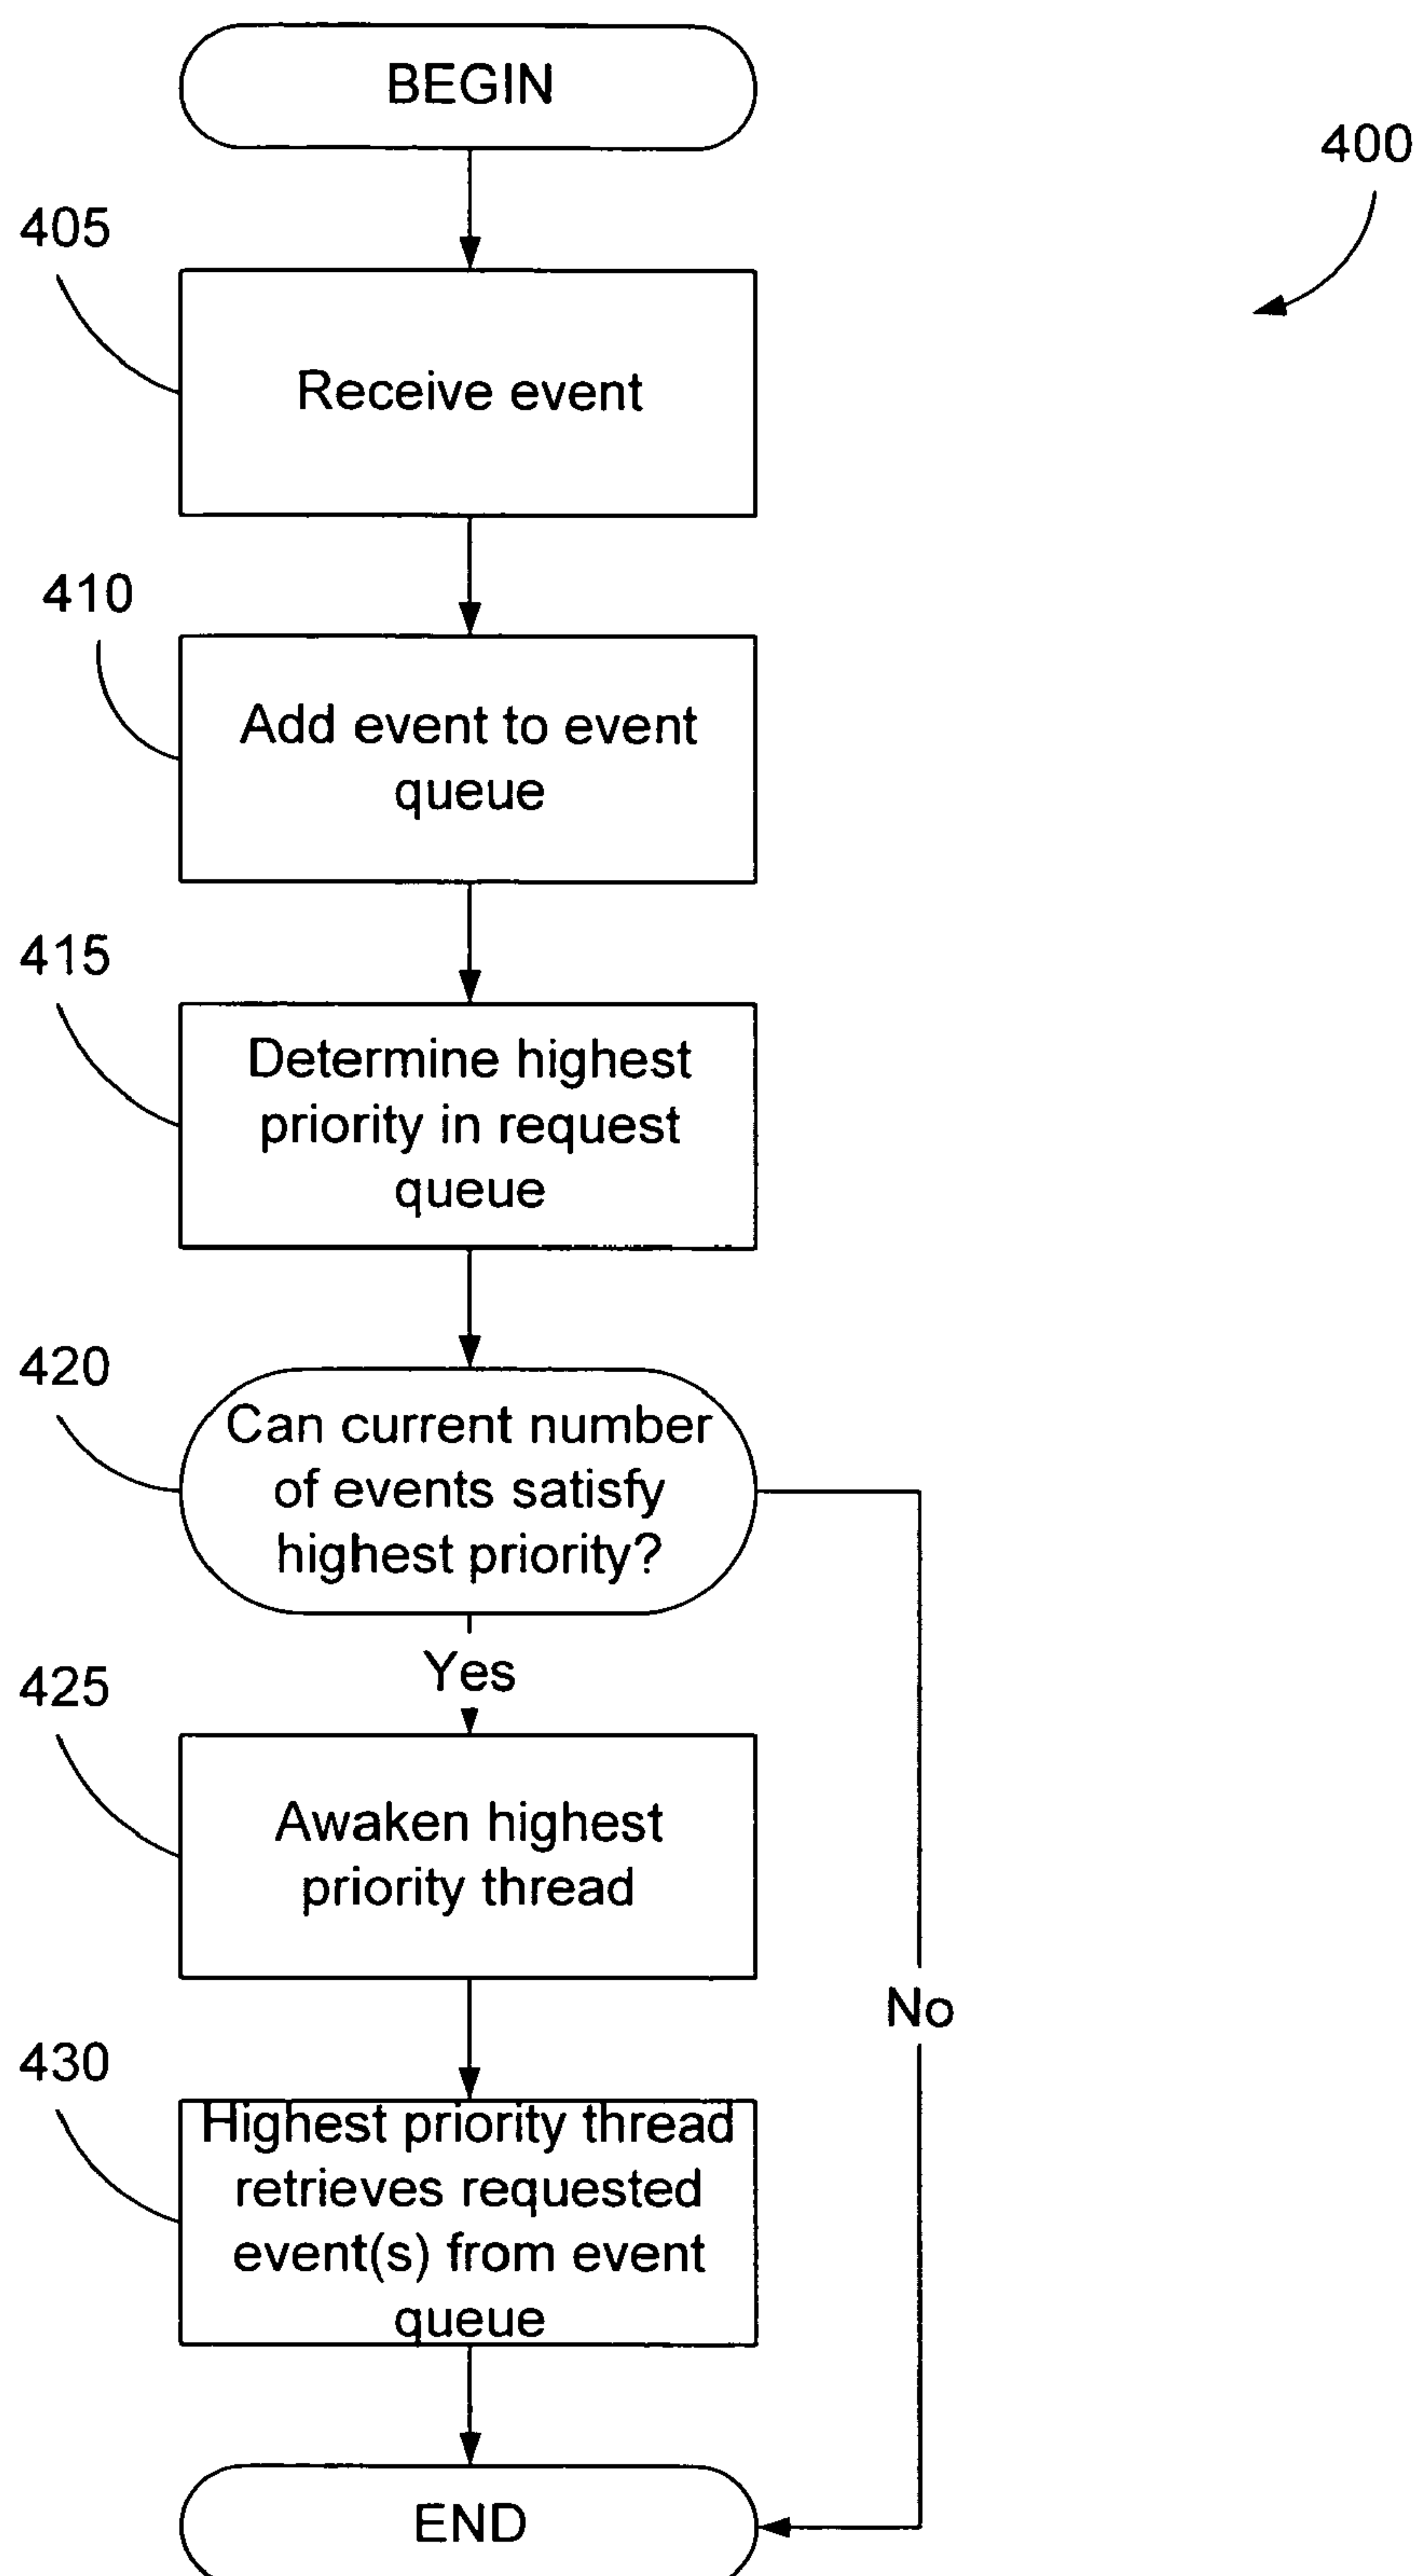 BEGIN
400
405
Receive event
410
Add event to event
queue
415
Determine highest
priority in request
queue
420
Can current number
of events satisfy
highest priority?
Yes
425
Awaken highest
priority thread
No
430
Highest priority thread
retrieves requested
event(s) from event
queue
END